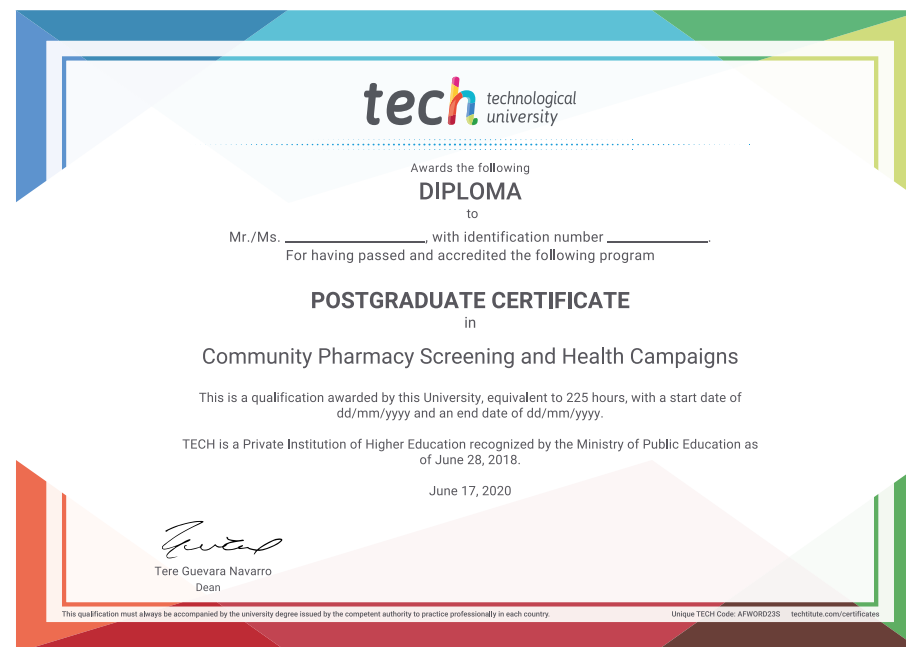 tech technological
university
Awards the following
DIPLOMA
to
Mr./Ms. ____________________, with identification number ______________.
For having passed and accredited the following program
POSTGRADUATE CERTIFICATE
in
Community Pharmacy Screening and Health Campaigns
This is a qualification awarded by this University, equivalent to 225 hours, with a start date of
dd/mm/yyyy and an end date of dd/mm/yyyy.
TECH is a Private Institution of Higher Education recognized by the Ministry of Public Education as
of June 28, 2018.
June 17, 2020
Tere Guevara Navarro
Dean
This qualification must always be accompanied by the university degree issued by the competent authority to practice professionally in each country.
Unique TECH Code: AFWORD23S techtitute.com/certificates